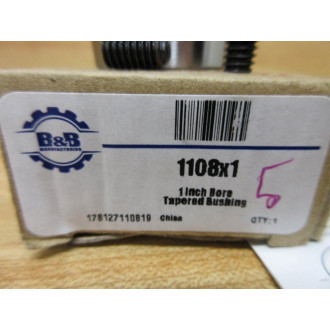 B&B
MANUFACTURING
1108x1
1 Inch Bore
Tapered Bushing
5
178127110819 China QTY: 1